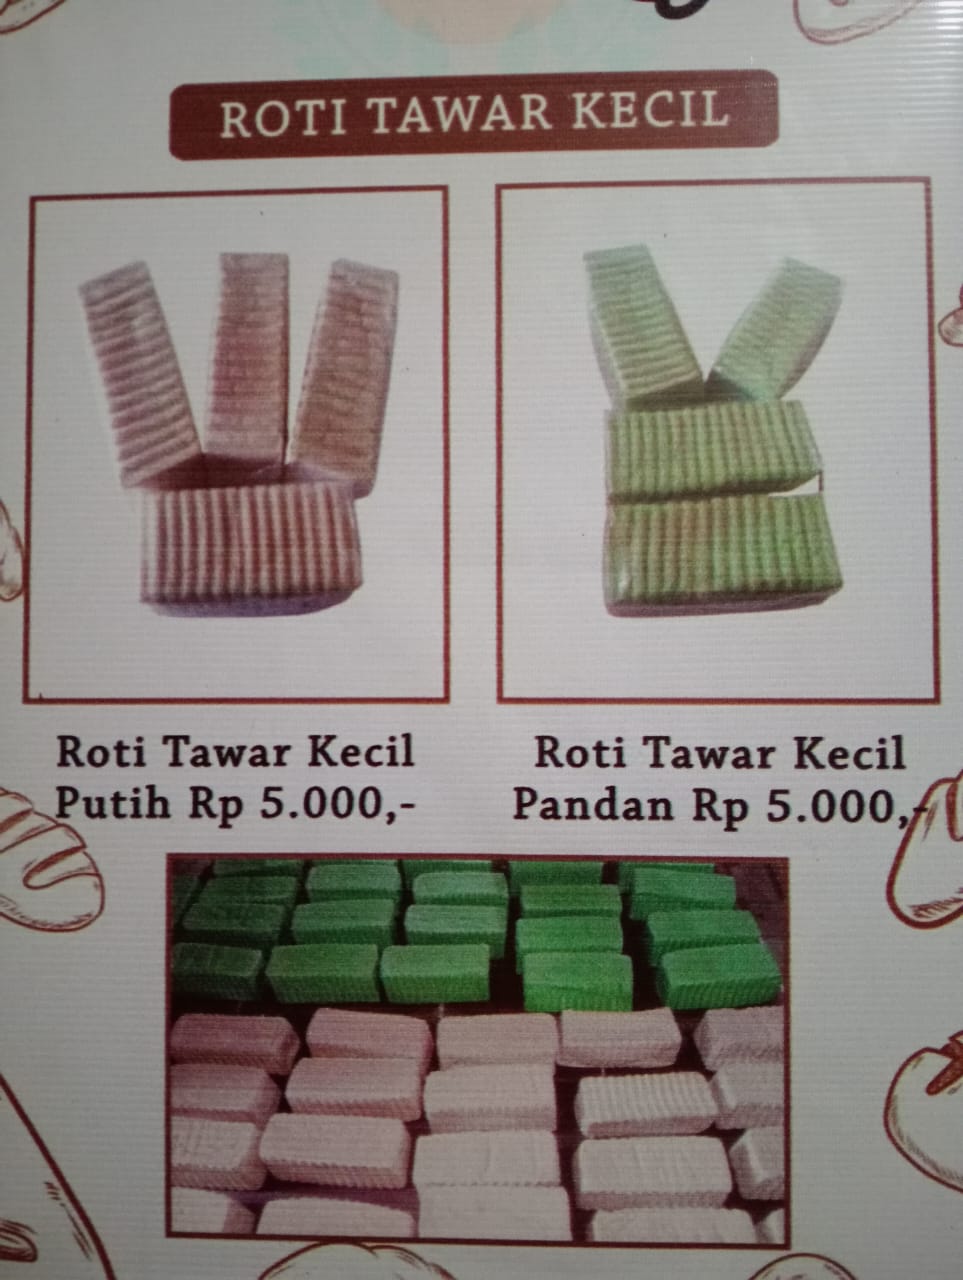 ROTI TAWAR KECIL
Roti Tawar Kecil
Putih Rp 5.000,-
Roti Tawar Kecil
Pandan Rp 5.000,-